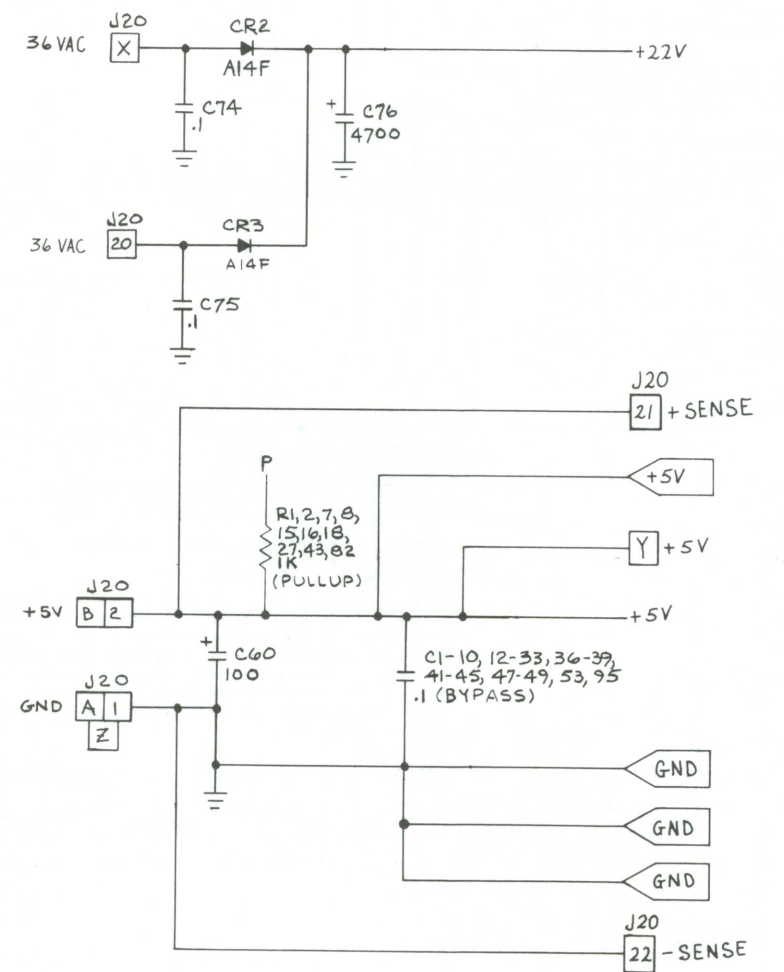 J20
36 VAC X
CR2
A14F
+22V
C74
.1
+ C76
4700
J20
36 VAC 20
CR3
A14F
C75
.1
J20
21 + SENSE
+5V
P
R1,2,7,8,
15,16,18,
27,43,82
1K
(PULLUP)
Y +5V
J20
+5V B 2
+5V
+ C60
100
C1-10, 12-33, 36-39,
41-45, 47-49, 53, 95
.1 (BYPASS)
J20
GND A 1
Z
GND
GND
GND
J20
22 - SENSE